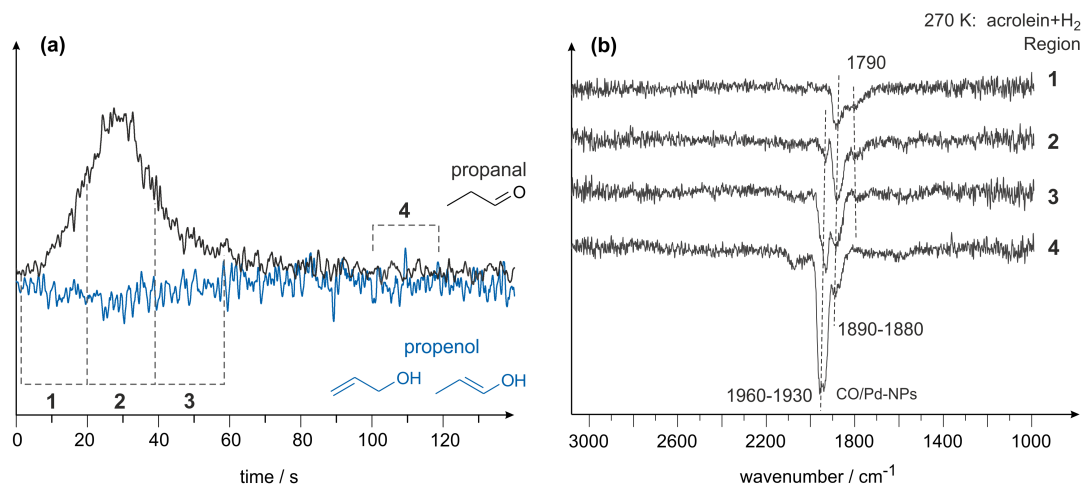 (a)
propanal
O
4
propenol
OH
OH
1 2 3
0 20 40 60 80 100 120
time / s
(b)
270 K: acrolein+H2
Region
1790
1
2
3
4
1890-1880
1960-1930
CO/Pd-NPs
3000 2600 2200 1800 1400 1000
wavenumber / cm-1